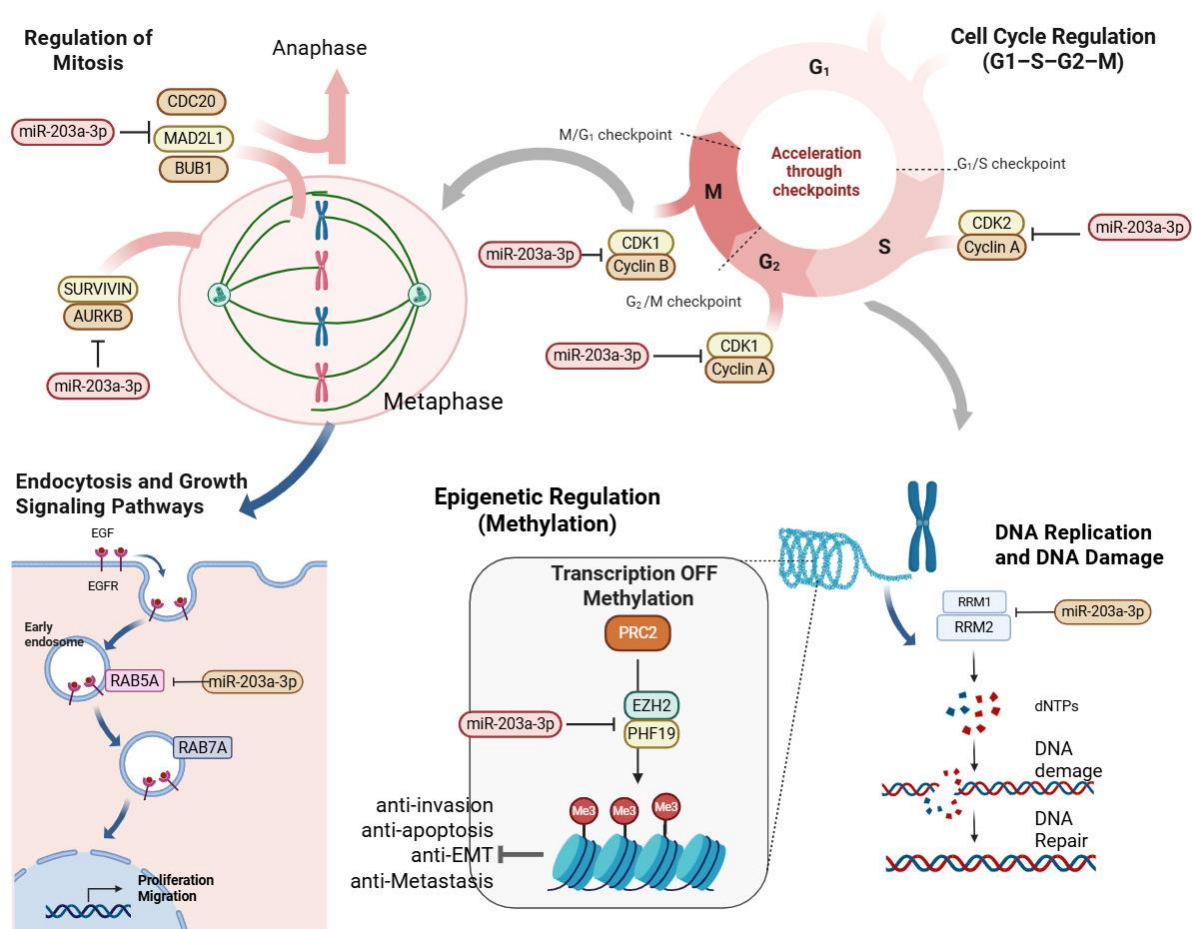 Regulation of
Mitosis
Anaphase
CDC20
miR-203a-3p
MAD2L1
BUB1
SURVIVIN
AURKB
miR-203a-3p
Metaphase
Cell Cycle Regulation
(G1–S–G2–M)
G₁
M/G₁ checkpoint
G₁/S checkpoint
Acceleration
through
checkpoints
M
S
G₂
CDK2
Cyclin A
miR-203a-3p
miR-203a-3p
CDK1
Cyclin B
G₂/M checkpoint
miR-203a-3p
CDK1
Cyclin A
Endocytosis and Growth
Signaling Pathways
EGF
EGFR
Early
endosome
RAB5A
miR-203a-3p
RAB7A
Proliferation
Migration
Epigenetic Regulation
(Methylation)
Transcription OFF
Methylation
PRC2
EZH2
miR-203a-3p
PHF19
Me3
Me3
Me3
anti-invasion
anti-apoptosis
anti-EMT
anti-Metastasis
DNA Replication
and DNA Damage
RRM1
RRM2
miR-203a-3p
dNTPs
DNA
damage
DNA
Repair